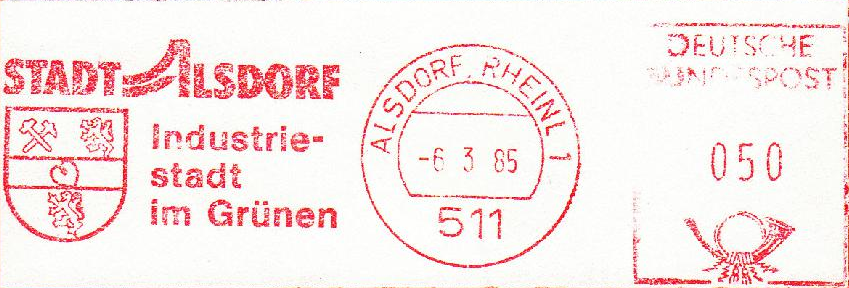 STADT ALSDORF
Industrie-
stadt
im Grünen
ALSDORF, RHEINL 1
-6 3 85
511
DEUTSCHE
BUNDESPOST
050